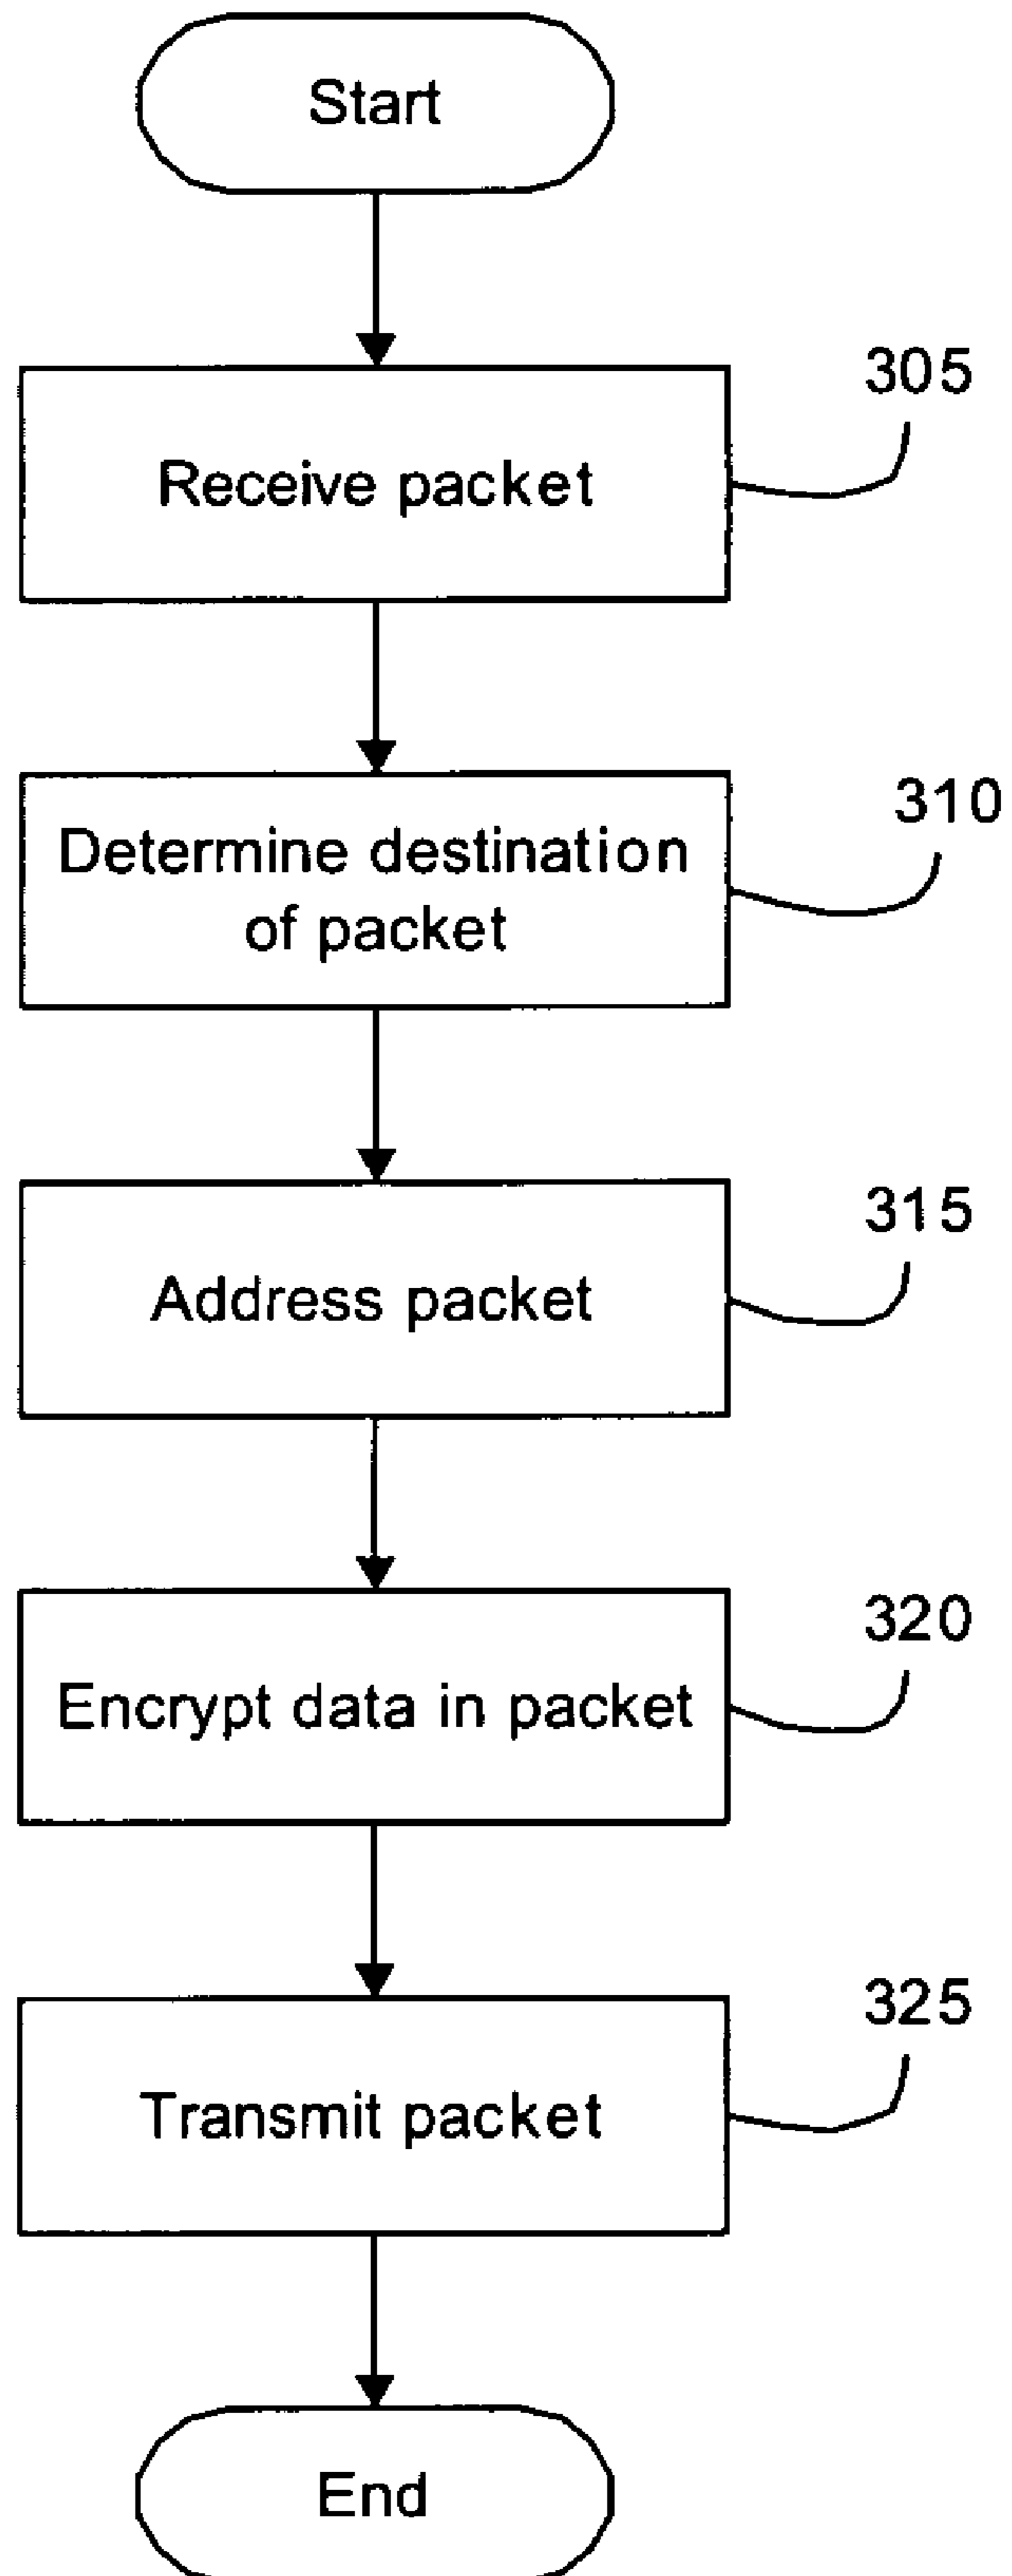 Start
Receive packet
305
Determine destination
of packet
310
Address packet
315
Encrypt data in packet
320
Transmit packet
325
End